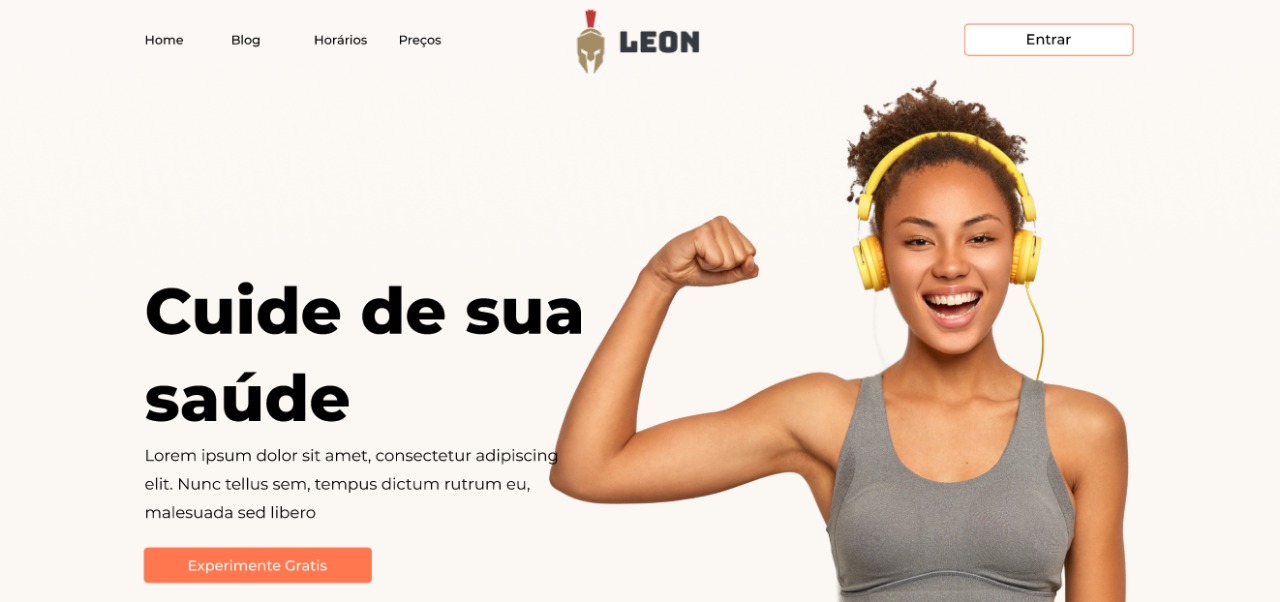 Home Blog Horários Preços LEON Entrar
Cuide de sua
saúde
Lorem ipsum dolor sit amet, consectetur adipiscing
elit. Nunc tellus sem, tempus dictum rutrum eu,
malesuada sed libero
Experimente Gratis